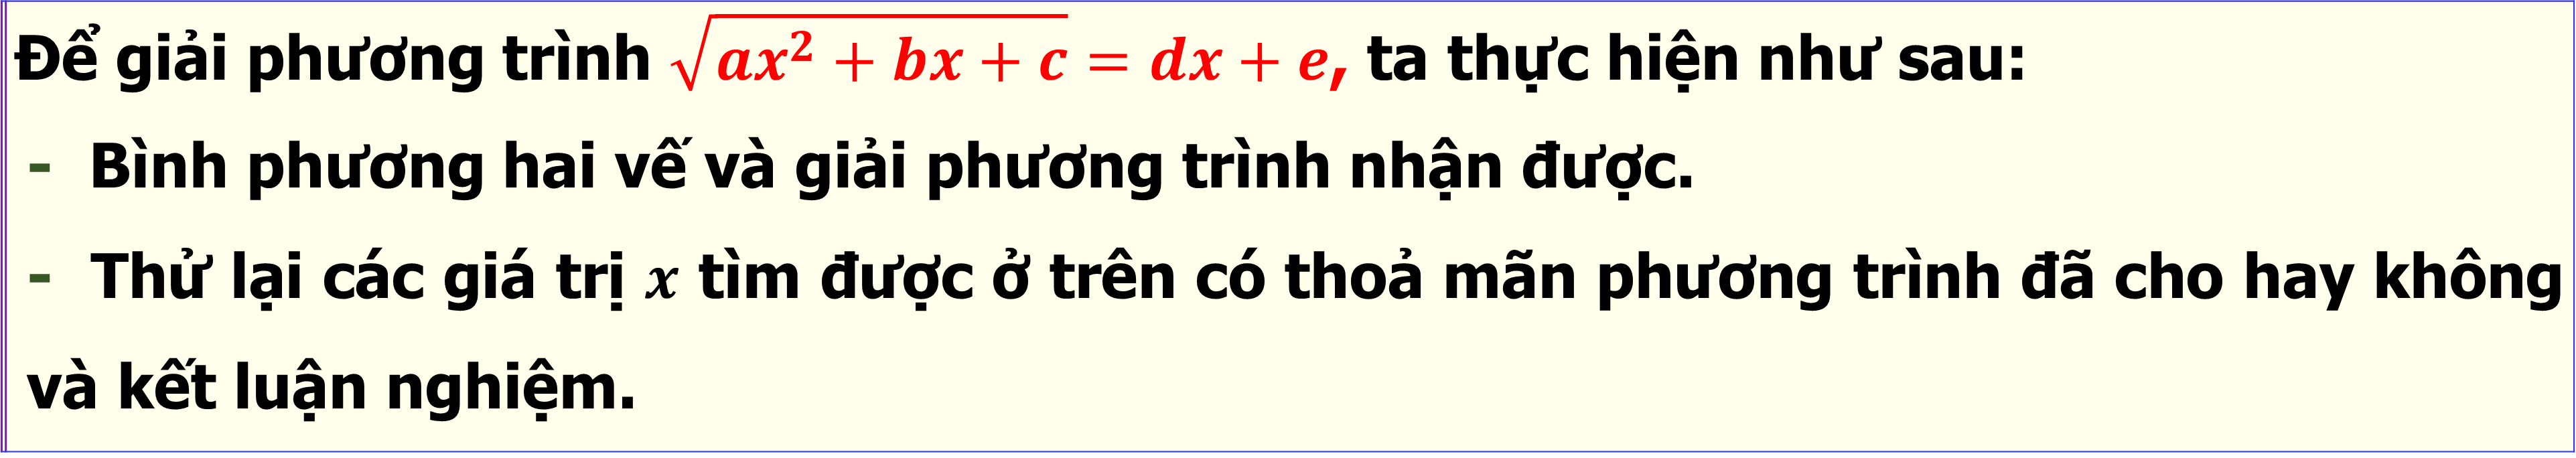 Để giải phương trình √(ax² + bx + c) = dx + e, ta thực hiện như sau:
- Bình phương hai vế và giải phương trình nhận được.
- Thử lại các giá trị x tìm được ở trên có thoả mãn phương trình đã cho hay không
và kết luận nghiệm.